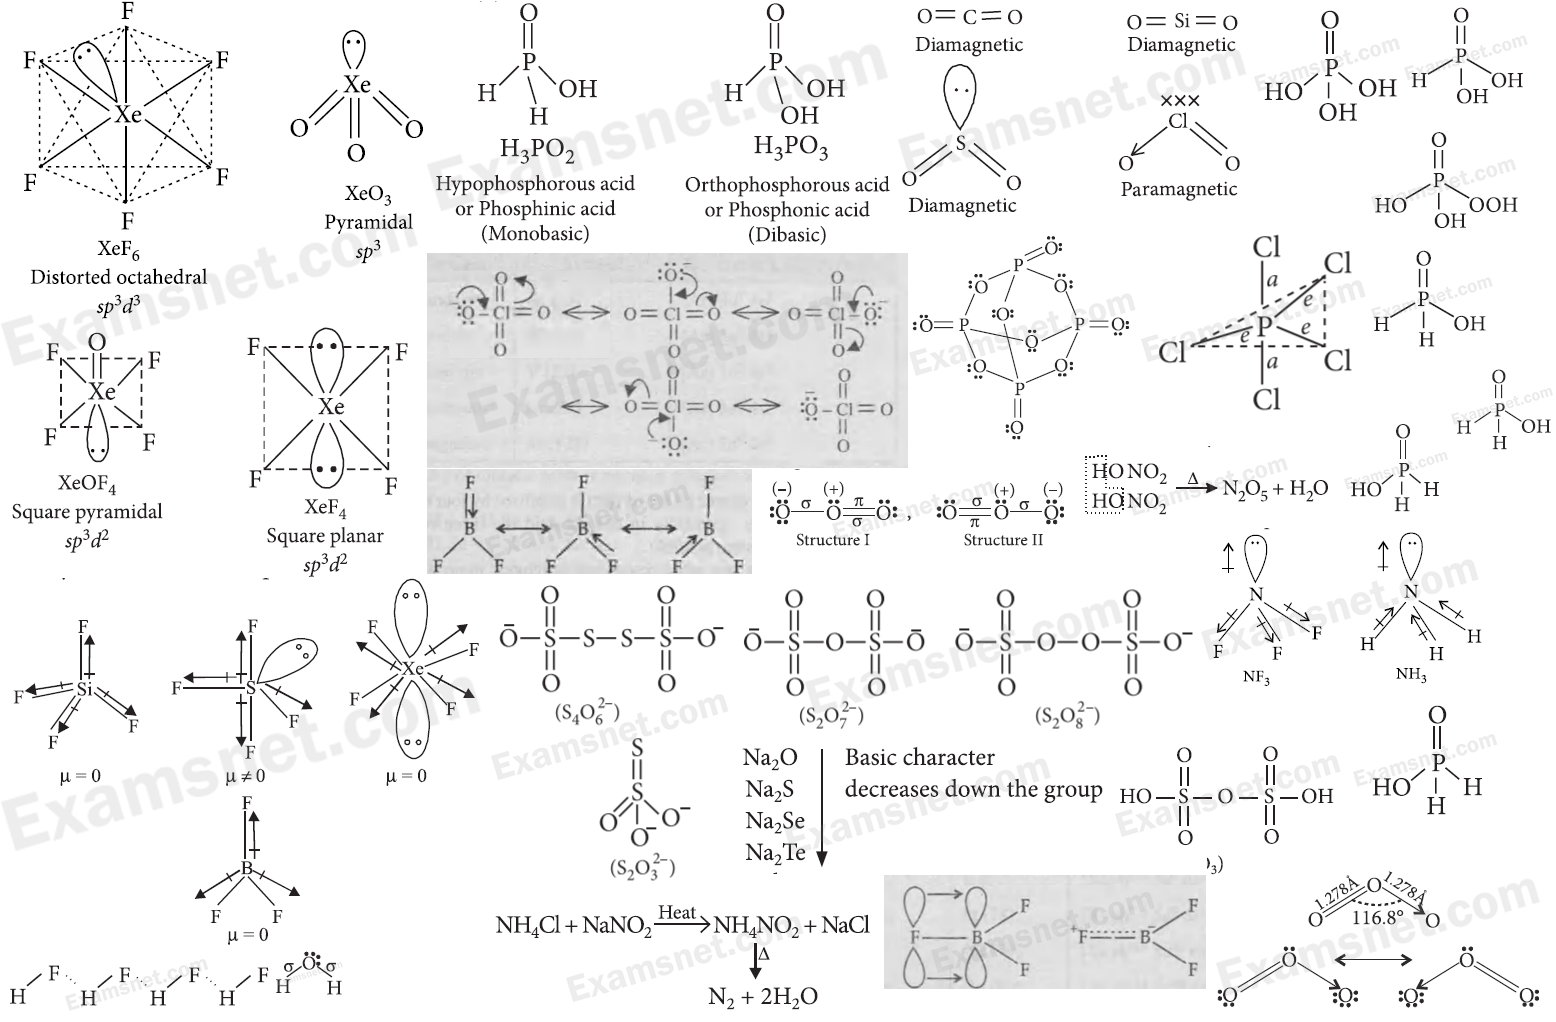 XeF6
Distorted octahedral
sp3d3
XeO3
Pyramidal
sp3
H3PO2
Hypophosphorous acid
or Phosphinic acid
(Monobasic)
H3PO3
Orthophosphorous acid
or Phosphonic acid
(Dibasic)
O = C = O
Diamagnetic
O = Si = O
Diamagnetic
Diamagnetic
×××
Paramagnetic
XeOF4
Square pyramidal
sp3d2
XeF4
Square planar
sp3d2
Structure I
Structure II
HO NO2
HO NO2
Δ
N2O5 + H2O
NF3
NH3
μ = 0
μ ≠ 0
μ = 0
μ = 0
(S4O6 2−)
(S2O7 2−)
(S2O8 2−)
(S2O3 2−)
Na2O
Na2S
Na2Se
Na2Te
Basic character
decreases down the group
NH4Cl + NaNO2 Heat NH4NO2 + NaCl
Δ
N2 + 2H2O
1.278Å
1.278Å
116.8°
Examsnet.com